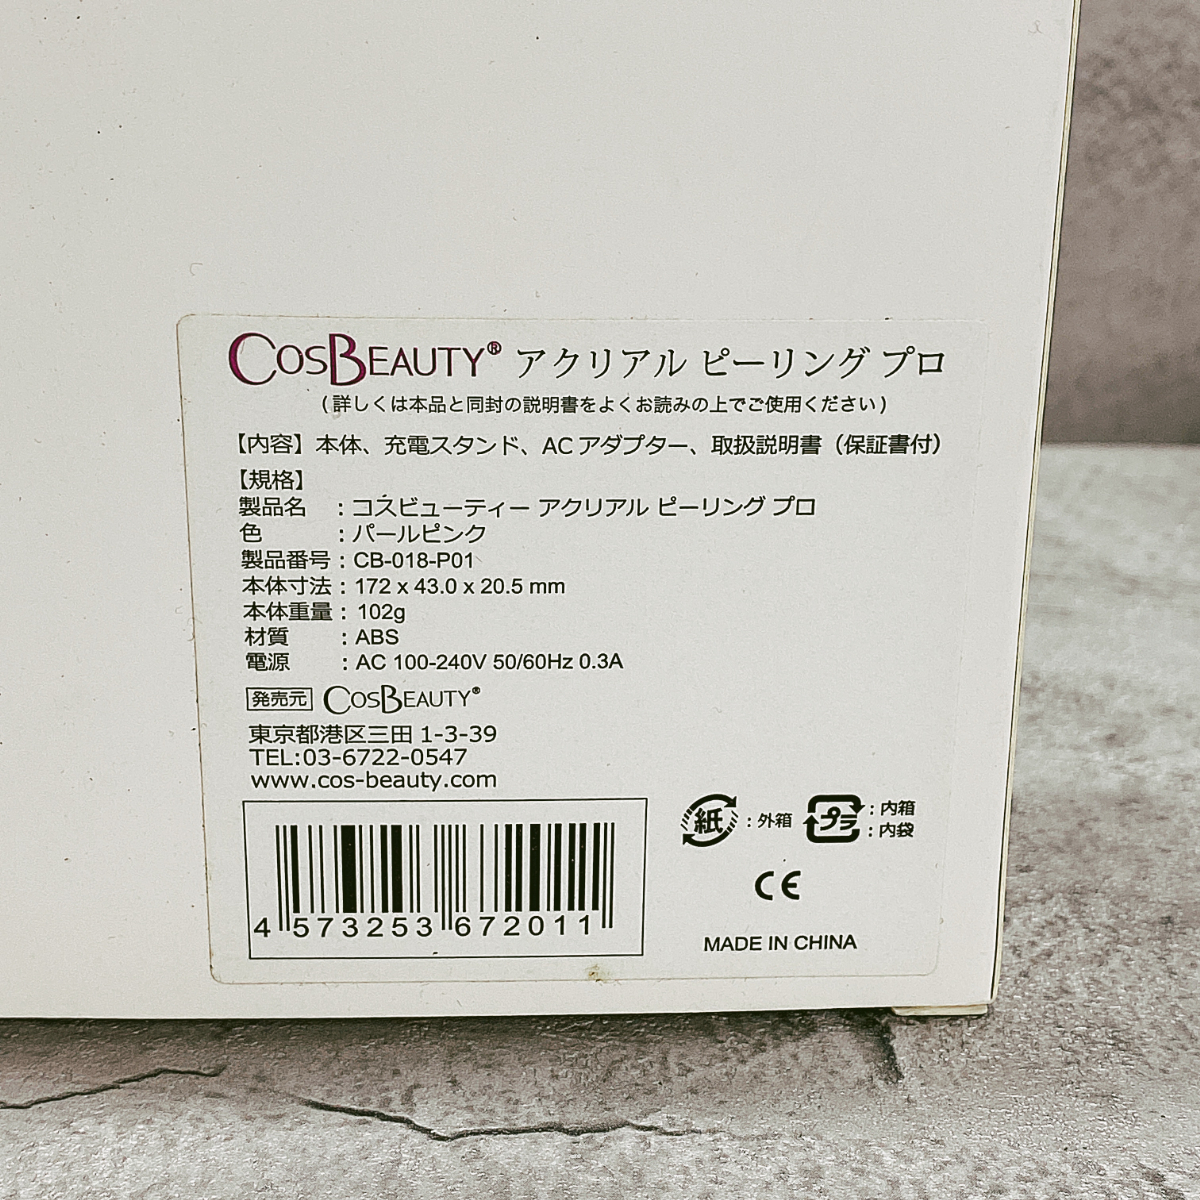 COSBEAUTY® アクリアル ピーリング プロ
(詳しくは本品と同封の説明書をよくお読みの上でご使用ください)
【内容】本体、充電スタンド、ACアダプター、取扱説明書（保証書付）
【規格】
製品名 : コスビューティー アクリアル ピーリング プロ
色 : パールピンク
製品番号 : CB-018-P01
本体寸法 : 172 x 43.0 x 20.5 mm
本体重量 : 102g
材質 : ABS
電源 : AC 100-240V 50/60Hz 0.3A
発売元 COSBEAUTY®
東京都港区三田 1-3-39
TEL:03-6722-0547
www.cos-beauty.com
4 573253 672011
紙 : 外箱 プラ : 内箱
: 内袋
CE
MADE IN CHINA